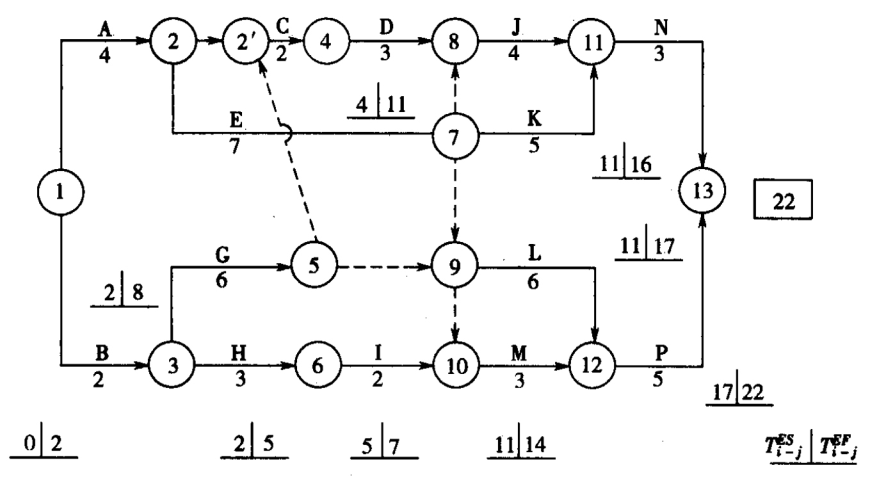 A C D J N
2 2′ 4 8 11
4 2 3 4 3
4 | 11
E 7 K
7 5
11 | 16
1 13 22
G 5 9 L 11 | 17
6 6
2 | 8
B 3 H 6 I 10 M 12 P
2 3 2 3 5
17 | 22
0 | 2 2 | 5 5 | 7 11 | 14 T^ES_i−j | T^EF_i−j